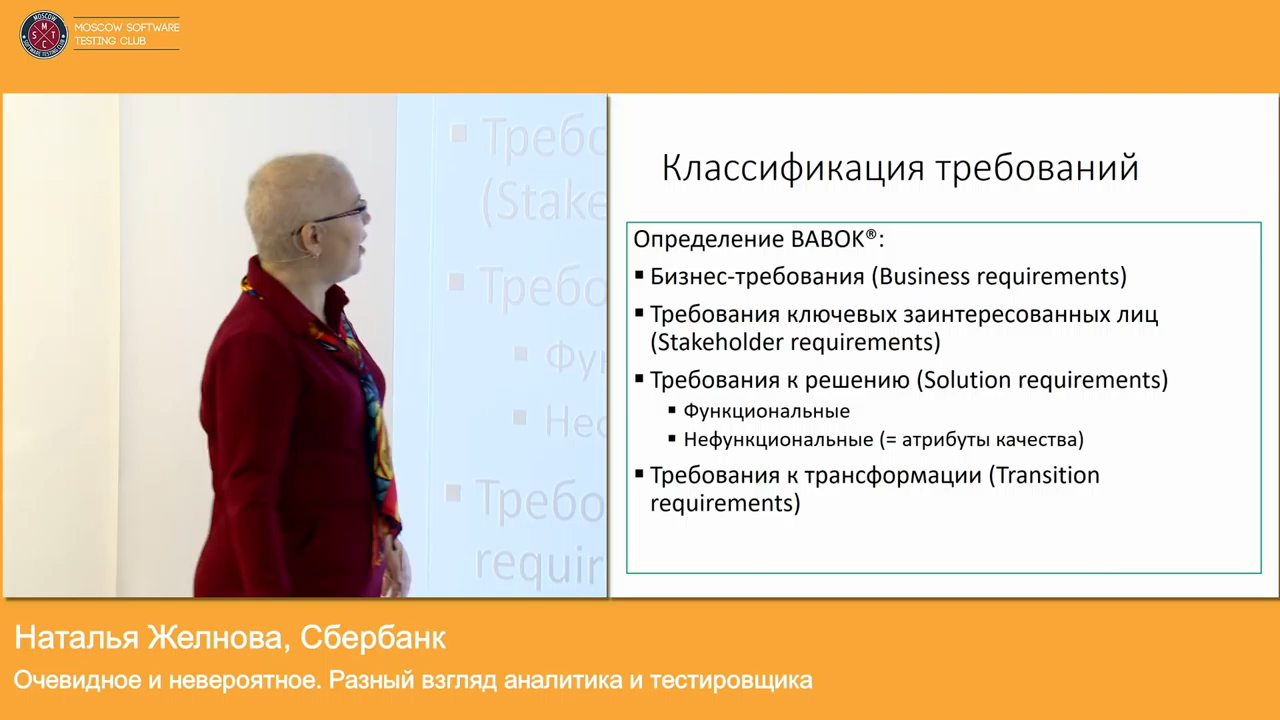 MOSCOW SOFTWARE
TESTING CLUB
Классификация требований
Определение BABOK®:
▪ Бизнес-требования (Business requirements)
▪ Требования ключевых заинтересованных лиц
(Stakeholder requirements)
▪ Требования к решению (Solution requirements)
▪ Функциональные
▪ Нефункциональные (= атрибуты качества)
▪ Требования к трансформации (Transition
requirements)
Наталья Желнова, Сбербанк
Очевидное и невероятное. Разный взгляд аналитика и тестировщика